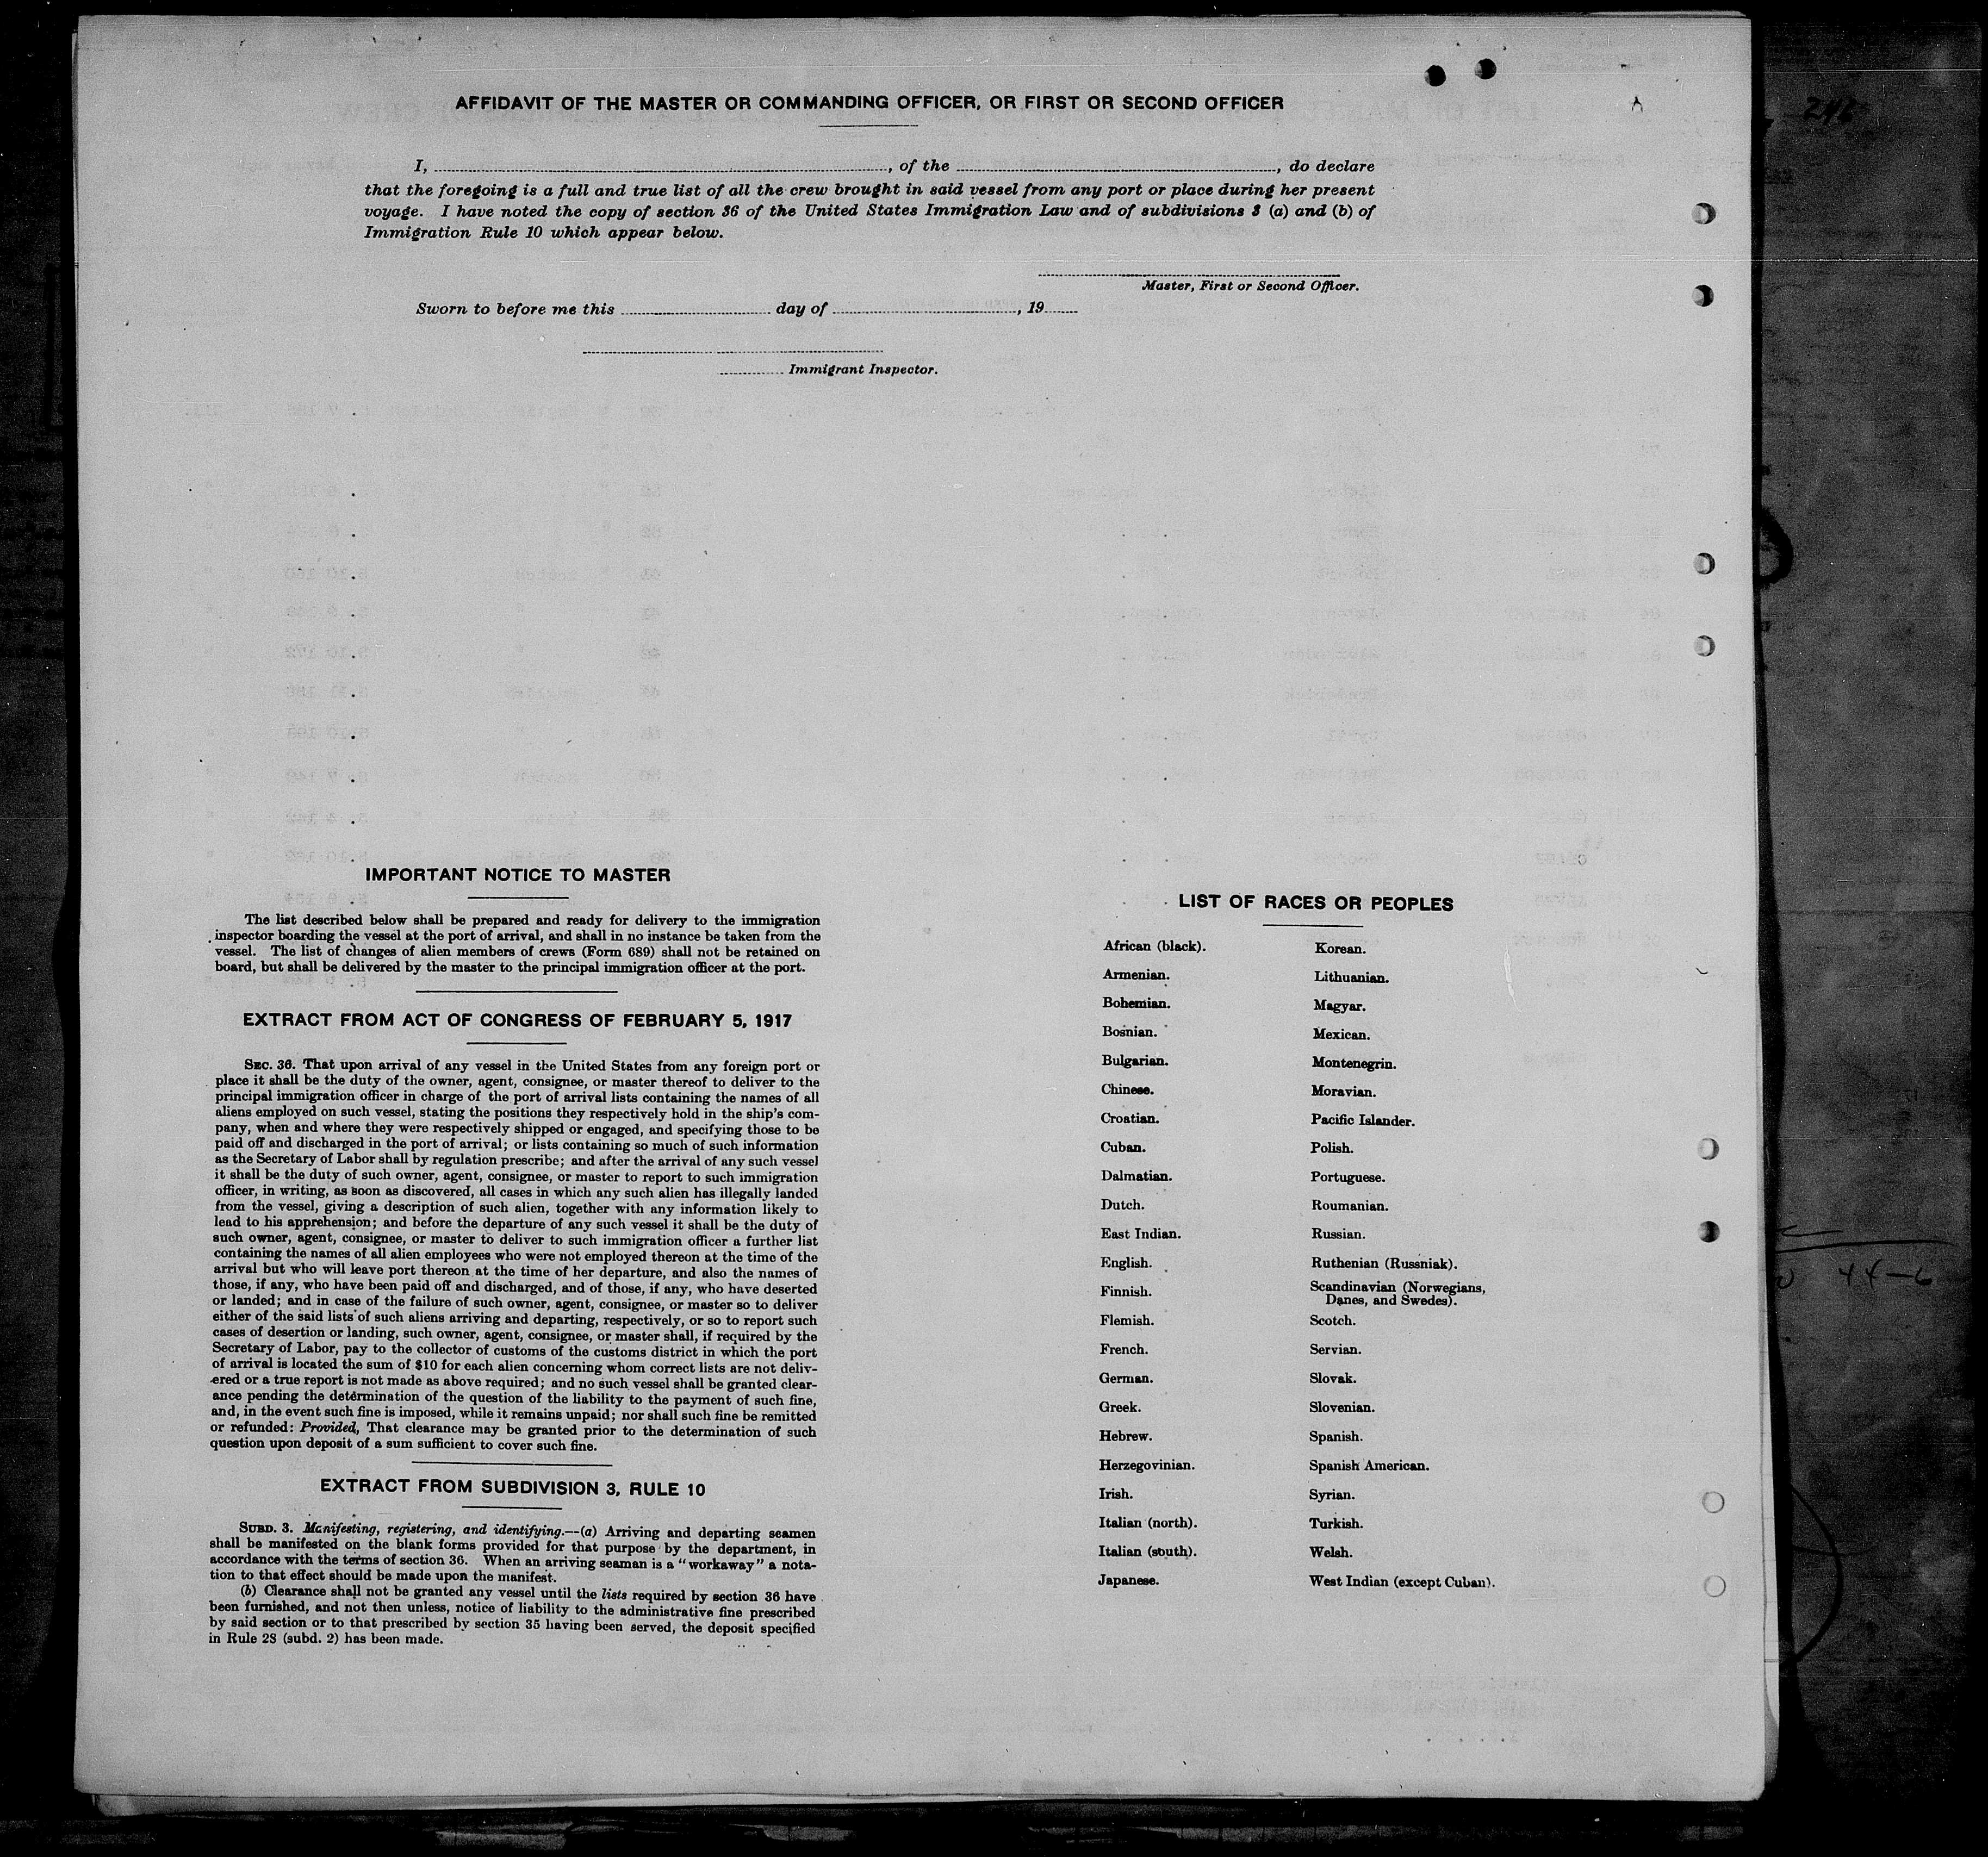 AFFIDAVIT OF THE MASTER OR COMMANDING OFFICER, OR FIRST OR SECOND OFFICER
I, , of the , do declare
that the foregoing is a full and true list of all the crew brought in said vessel from any port or place during her present
voyage. I have noted the copy of section 36 of the United States Immigration Law and of subdivisions 3 (a) and (b) of
Immigration Rule 10 which appear below.
Master, First or Second Officer.
Sworn to before me this day of , 19
Immigrant Inspector.
IMPORTANT NOTICE TO MASTER
The list described below shall be prepared and ready for delivery to the immigration
inspector boarding the vessel at the port of arrival, and shall in no instance be taken from the
vessel. The list of changes of alien members of crews (Form 689) shall not be retained on
board, but shall be delivered by the master to the principal immigration officer at the port.
EXTRACT FROM ACT OF CONGRESS OF FEBRUARY 5, 1917
SEC. 36. That upon arrival of any vessel in the United States from any foreign port or
place it shall be the duty of the owner, agent, consignee, or master thereof to deliver to the
principal immigration officer in charge of the port of arrival lists containing the names of all
aliens employed on such vessel, stating the positions they respectively hold in the ship's com-
pany, when and where they were respectively shipped or engaged, and specifying those to be
paid off and discharged in the port of arrival; or lists containing so much of such information
as the Secretary of Labor shall by regulation prescribe; and after the arrival of any such vessel
it shall be the duty of such owner, agent, consignee, or master to report to such immigration
officer, in writing, as soon as discovered, all cases in which any such alien has illegally landed
from the vessel, giving a description of such alien, together with any information likely to
lead to his apprehension; and before the departure of any such vessel it shall be the duty of
such owner, agent, consignee, or master to deliver to such immigration officer a further list
containing the names of all alien employees who were not employed thereon at the time of the
arrival but who will leave port thereon at the time of her departure, and also the names of
those, if any, who have been paid off and discharged, and of those, if any, who have deserted
or landed; and in case of the failure of such owner, agent, consignee, or master so to deliver
either of the said lists of such aliens arriving and departing, respectively, or so to report such
cases of desertion or landing, such owner, agent, consignee, or master shall, if required by the
Secretary of Labor, pay to the collector of customs of the customs district in which the port
of arrival is located the sum of $10 for each alien concerning whom correct lists are not deliv-
ered or a true report is not made as above required; and no such vessel shall be granted clear-
ance pending the determination of the question of the liability to the payment of such fine,
and, in the event such fine is imposed, while it remains unpaid; nor shall such fine be remitted
or refunded: Provided, That clearance may be granted prior to the determination of such
question upon deposit of a sum sufficient to cover such fine.
EXTRACT FROM SUBDIVISION 3, RULE 10
SUBD. 3. Manifesting, registering, and identifying.—(a) Arriving and departing seamen
shall be manifested on the blank forms provided for that purpose by the department, in
accordance with the terms of section 36. When an arriving seaman is a "workaway" a nota-
tion to that effect should be made upon the manifest.
(b) Clearance shall not be granted any vessel until the lists required by section 36 have
been furnished, and not then unless, notice of liability to the administrative fine prescribed
by said section or to that prescribed by section 35 having been served, the deposit specified
in Rule 28 (subd. 2) has been made.
LIST OF RACES OR PEOPLES
African (black).
Armenian.
Bohemian.
Bosnian.
Bulgarian.
Chinese.
Croatian.
Cuban.
Dalmatian.
Dutch.
East Indian.
English.
Finnish.
Flemish.
French.
German.
Greek.
Hebrew.
Herzegovinian.
Irish.
Italian (north).
Italian (south).
Japanese.
Korean.
Lithuanian.
Magyar.
Mexican.
Montenegrin.
Moravian.
Pacific Islander.
Polish.
Portuguese.
Roumanian.
Russian.
Ruthenian (Russniak).
Scandinavian (Norwegians,
Danes, and Swedes).
Scotch.
Servian.
Slovak.
Slovenian.
Spanish.
Spanish American.
Syrian.
Turkish.
Welsh.
West Indian (except Cuban).
44-6